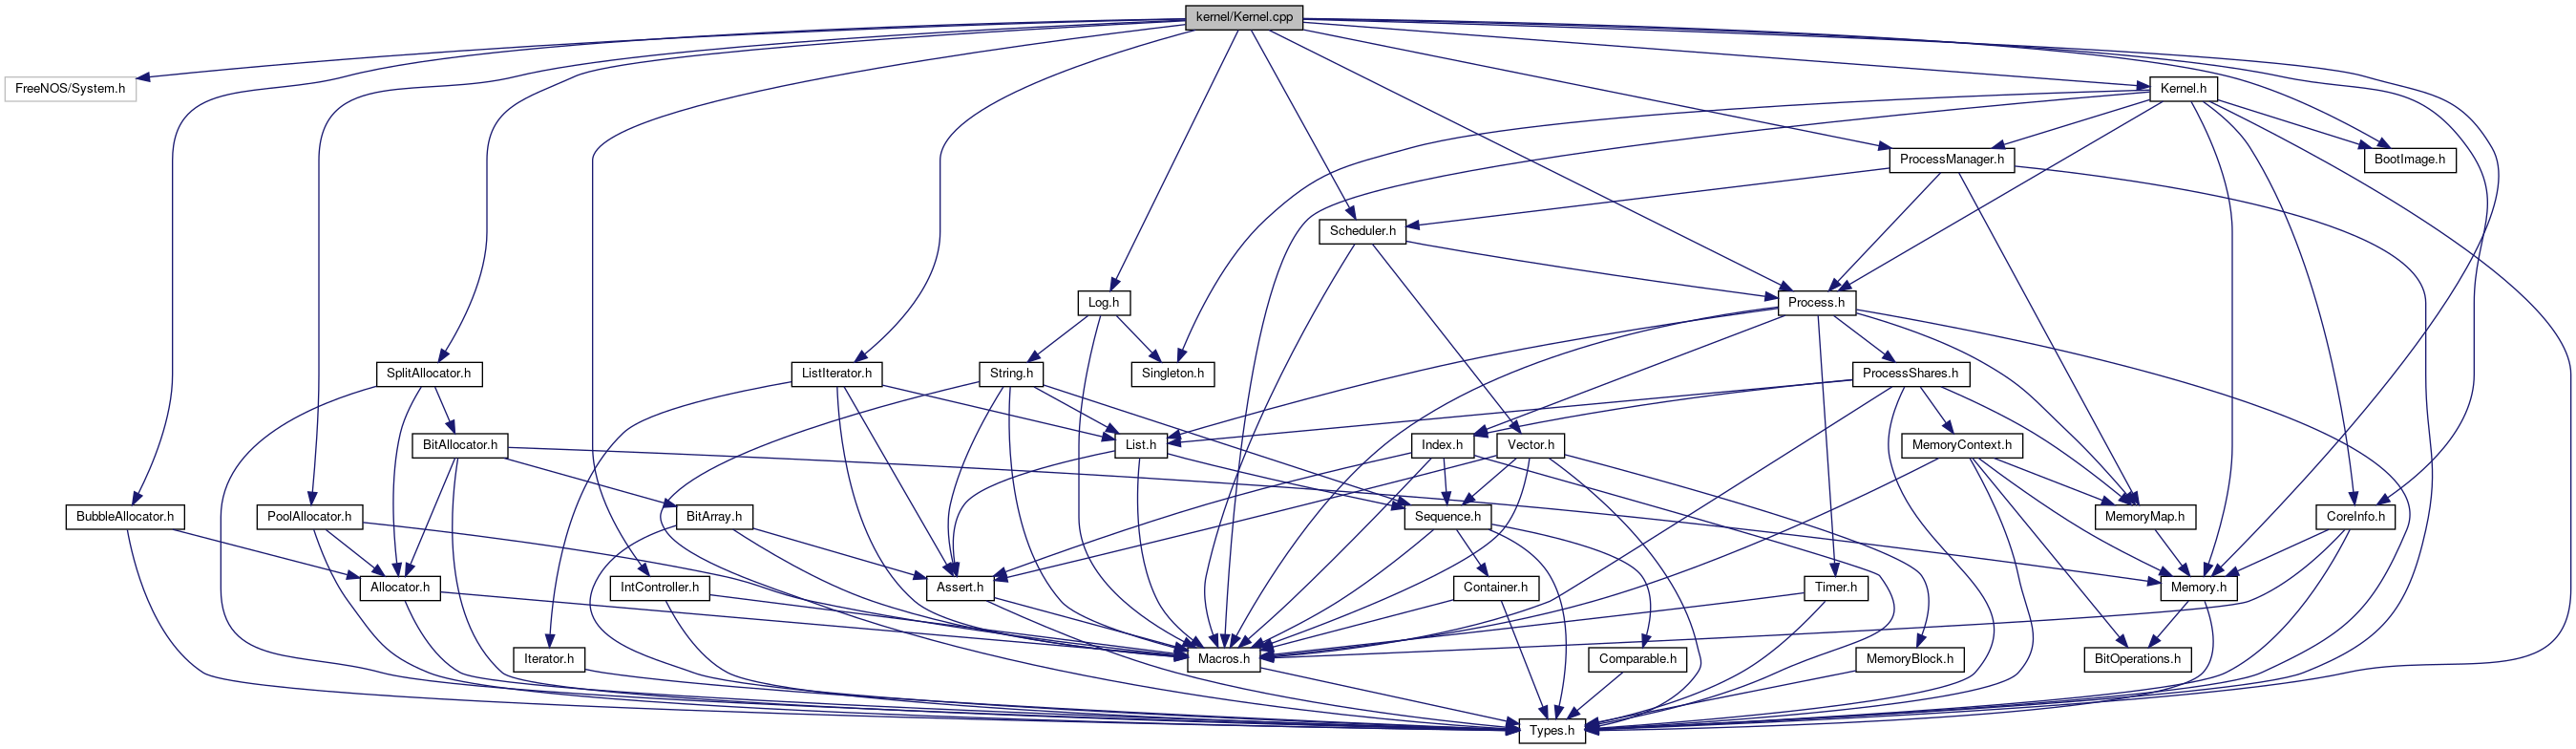 kernel/Kernel.cpp
FreeNOS/System.h
Kernel.h
ProcessManager.h
BootImage.h
Scheduler.h
Log.h
Process.h
SplitAllocator.h
ListIterator.h
String.h
Singleton.h
ProcessShares.h
BitAllocator.h
List.h
Index.h
Vector.h
MemoryContext.h
BubbleAllocator.h
PoolAllocator.h
BitArray.h
Sequence.h
MemoryMap.h
CoreInfo.h
Allocator.h
IntController.h
Assert.h
Container.h
Timer.h
Memory.h
Iterator.h
Macros.h
Comparable.h
MemoryBlock.h
BitOperations.h
Types.h